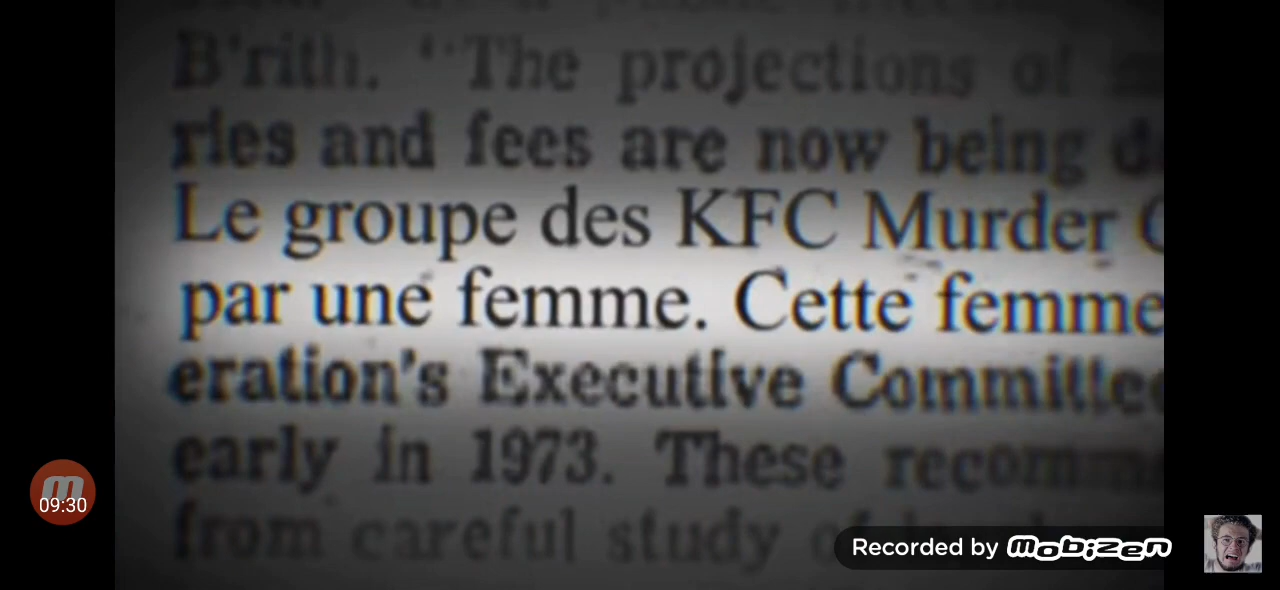 B'rith. "The projections of
ries and fees are now being
Le groupe des KFC Murder
par une femme. Cette femme
eration's Executive Committee
early in 1973. These
from careful study
09:30
Recorded by mobizen